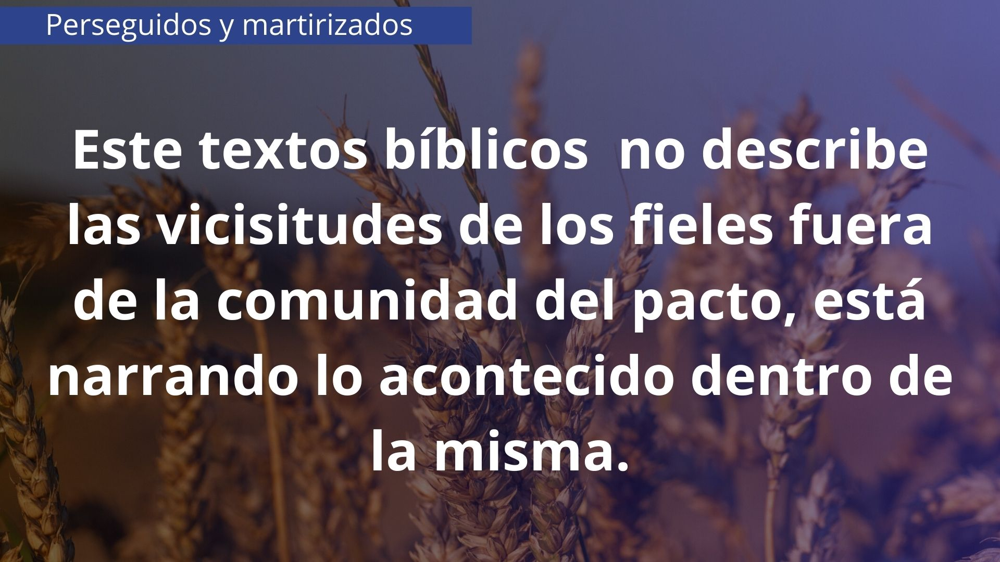 Perseguidos y martirizados
Este textos bíblicos  no describe
las vicisitudes de los fieles fuera
de la comunidad del pacto, está
narrando lo acontecido dentro de
la misma.